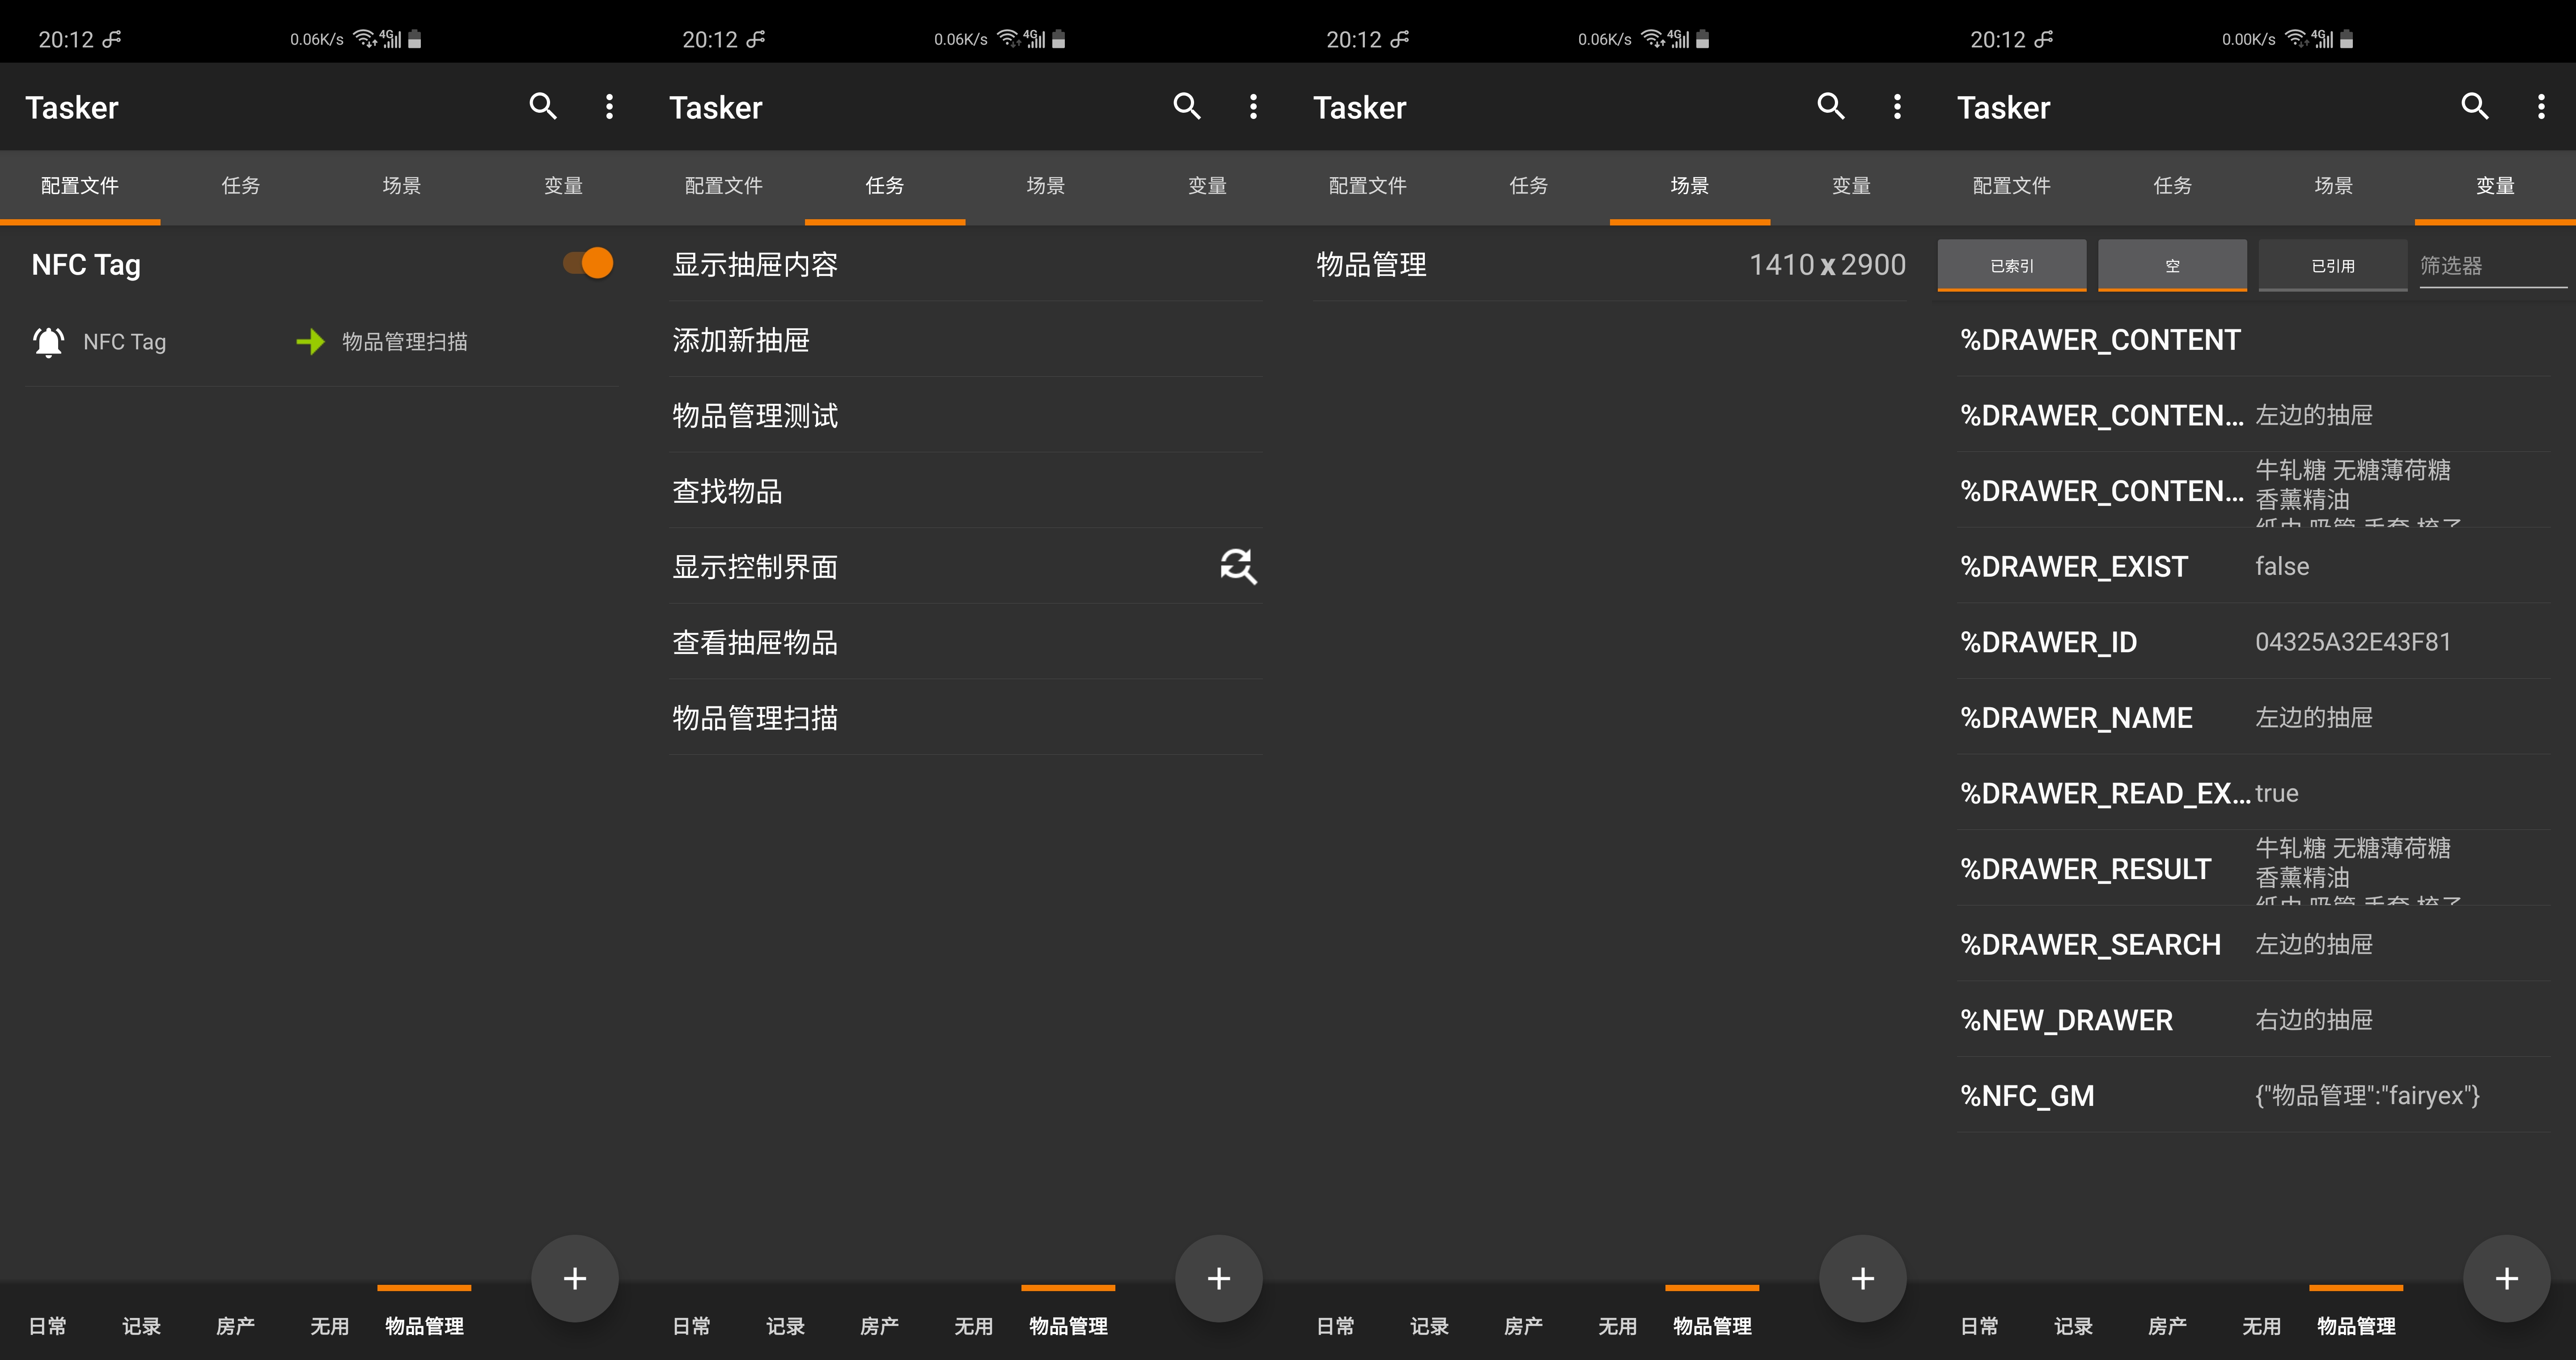 20:12
0.06K/s 4G
Tasker
配置文件 任务 场景 变量
NFC Tag
NFC Tag 物品管理扫描
日常 记录 房产 无用 物品管理
20:12
0.06K/s 4G
Tasker
配置文件 任务 场景 变量
显示抽屉内容
添加新抽屉
物品管理测试
查找物品
显示控制界面
查看抽屉物品
物品管理扫描
日常 记录 房产 无用 物品管理
20:12
0.06K/s 4G
Tasker
配置文件 任务 场景 变量
物品管理 1410 x 2900
日常 记录 房产 无用 物品管理
20:12
0.00K/s 4G
Tasker
配置文件 任务 场景 变量
已索引 空 已引用 筛选器
%DRAWER_CONTENT
%DRAWER_CONTEN... 左边的抽屉
%DRAWER_CONTEN... 牛轧糖 无糖薄荷糖
香薰精油
%DRAWER_EXIST false
%DRAWER_ID 04325A32E43F81
%DRAWER_NAME 左边的抽屉
%DRAWER_READ_EX... true
%DRAWER_RESULT 牛轧糖 无糖薄荷糖
香薰精油
%DRAWER_SEARCH 左边的抽屉
%NEW_DRAWER 右边的抽屉
%NFC_GM {"物品管理":"fairyex"}
日常 记录 房产 无用 物品管理